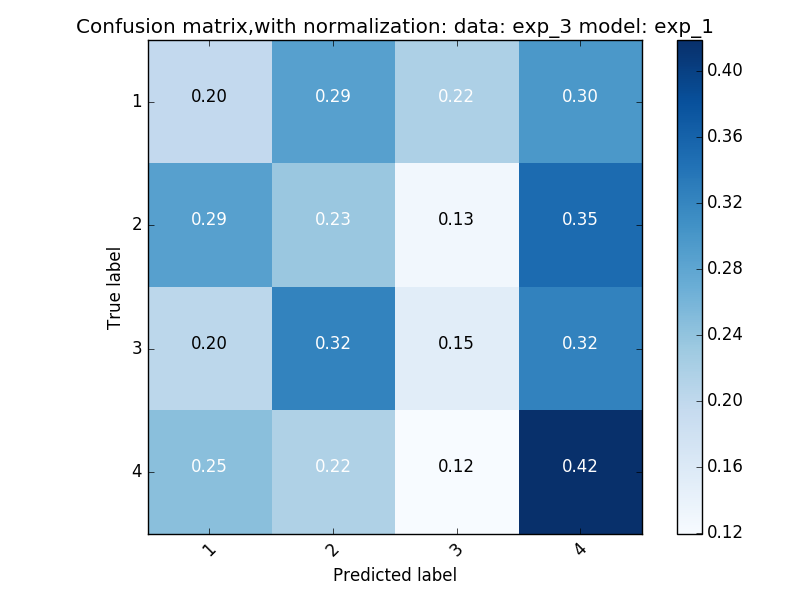 Confusion matrix,with normalization: data: exp_3 model: exp_1
True label
1 0.20 0.29 0.22 0.30
2 0.29 0.23 0.13 0.35
3 0.20 0.32 0.15 0.32
4 0.25 0.22 0.12 0.42
1 2 3 4
Predicted label
0.40
0.36
0.32
0.28
0.24
0.20
0.16
0.12